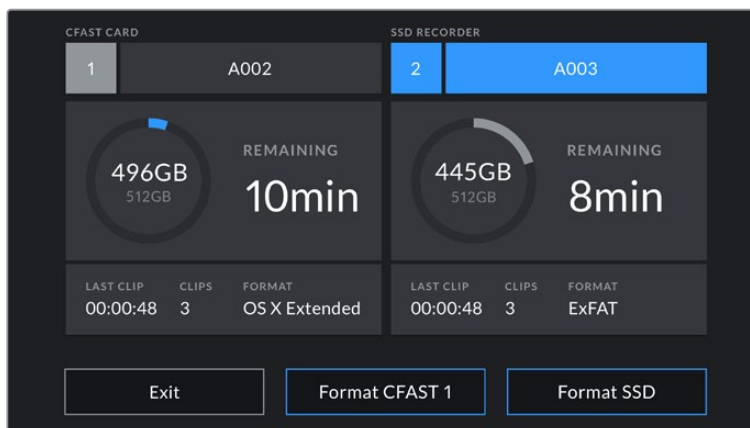 CFAST CARD
1 A002
496GB
512GB
REMAINING
10min
LAST CLIP CLIPS FORMAT
00:00:48 3 OS X Extended
SSD RECORDER
2 A003
445GB
512GB
REMAINING
8min
LAST CLIP CLIPS FORMAT
00:00:48 3 ExFAT
Exit Format CFAST 1 Format SSD